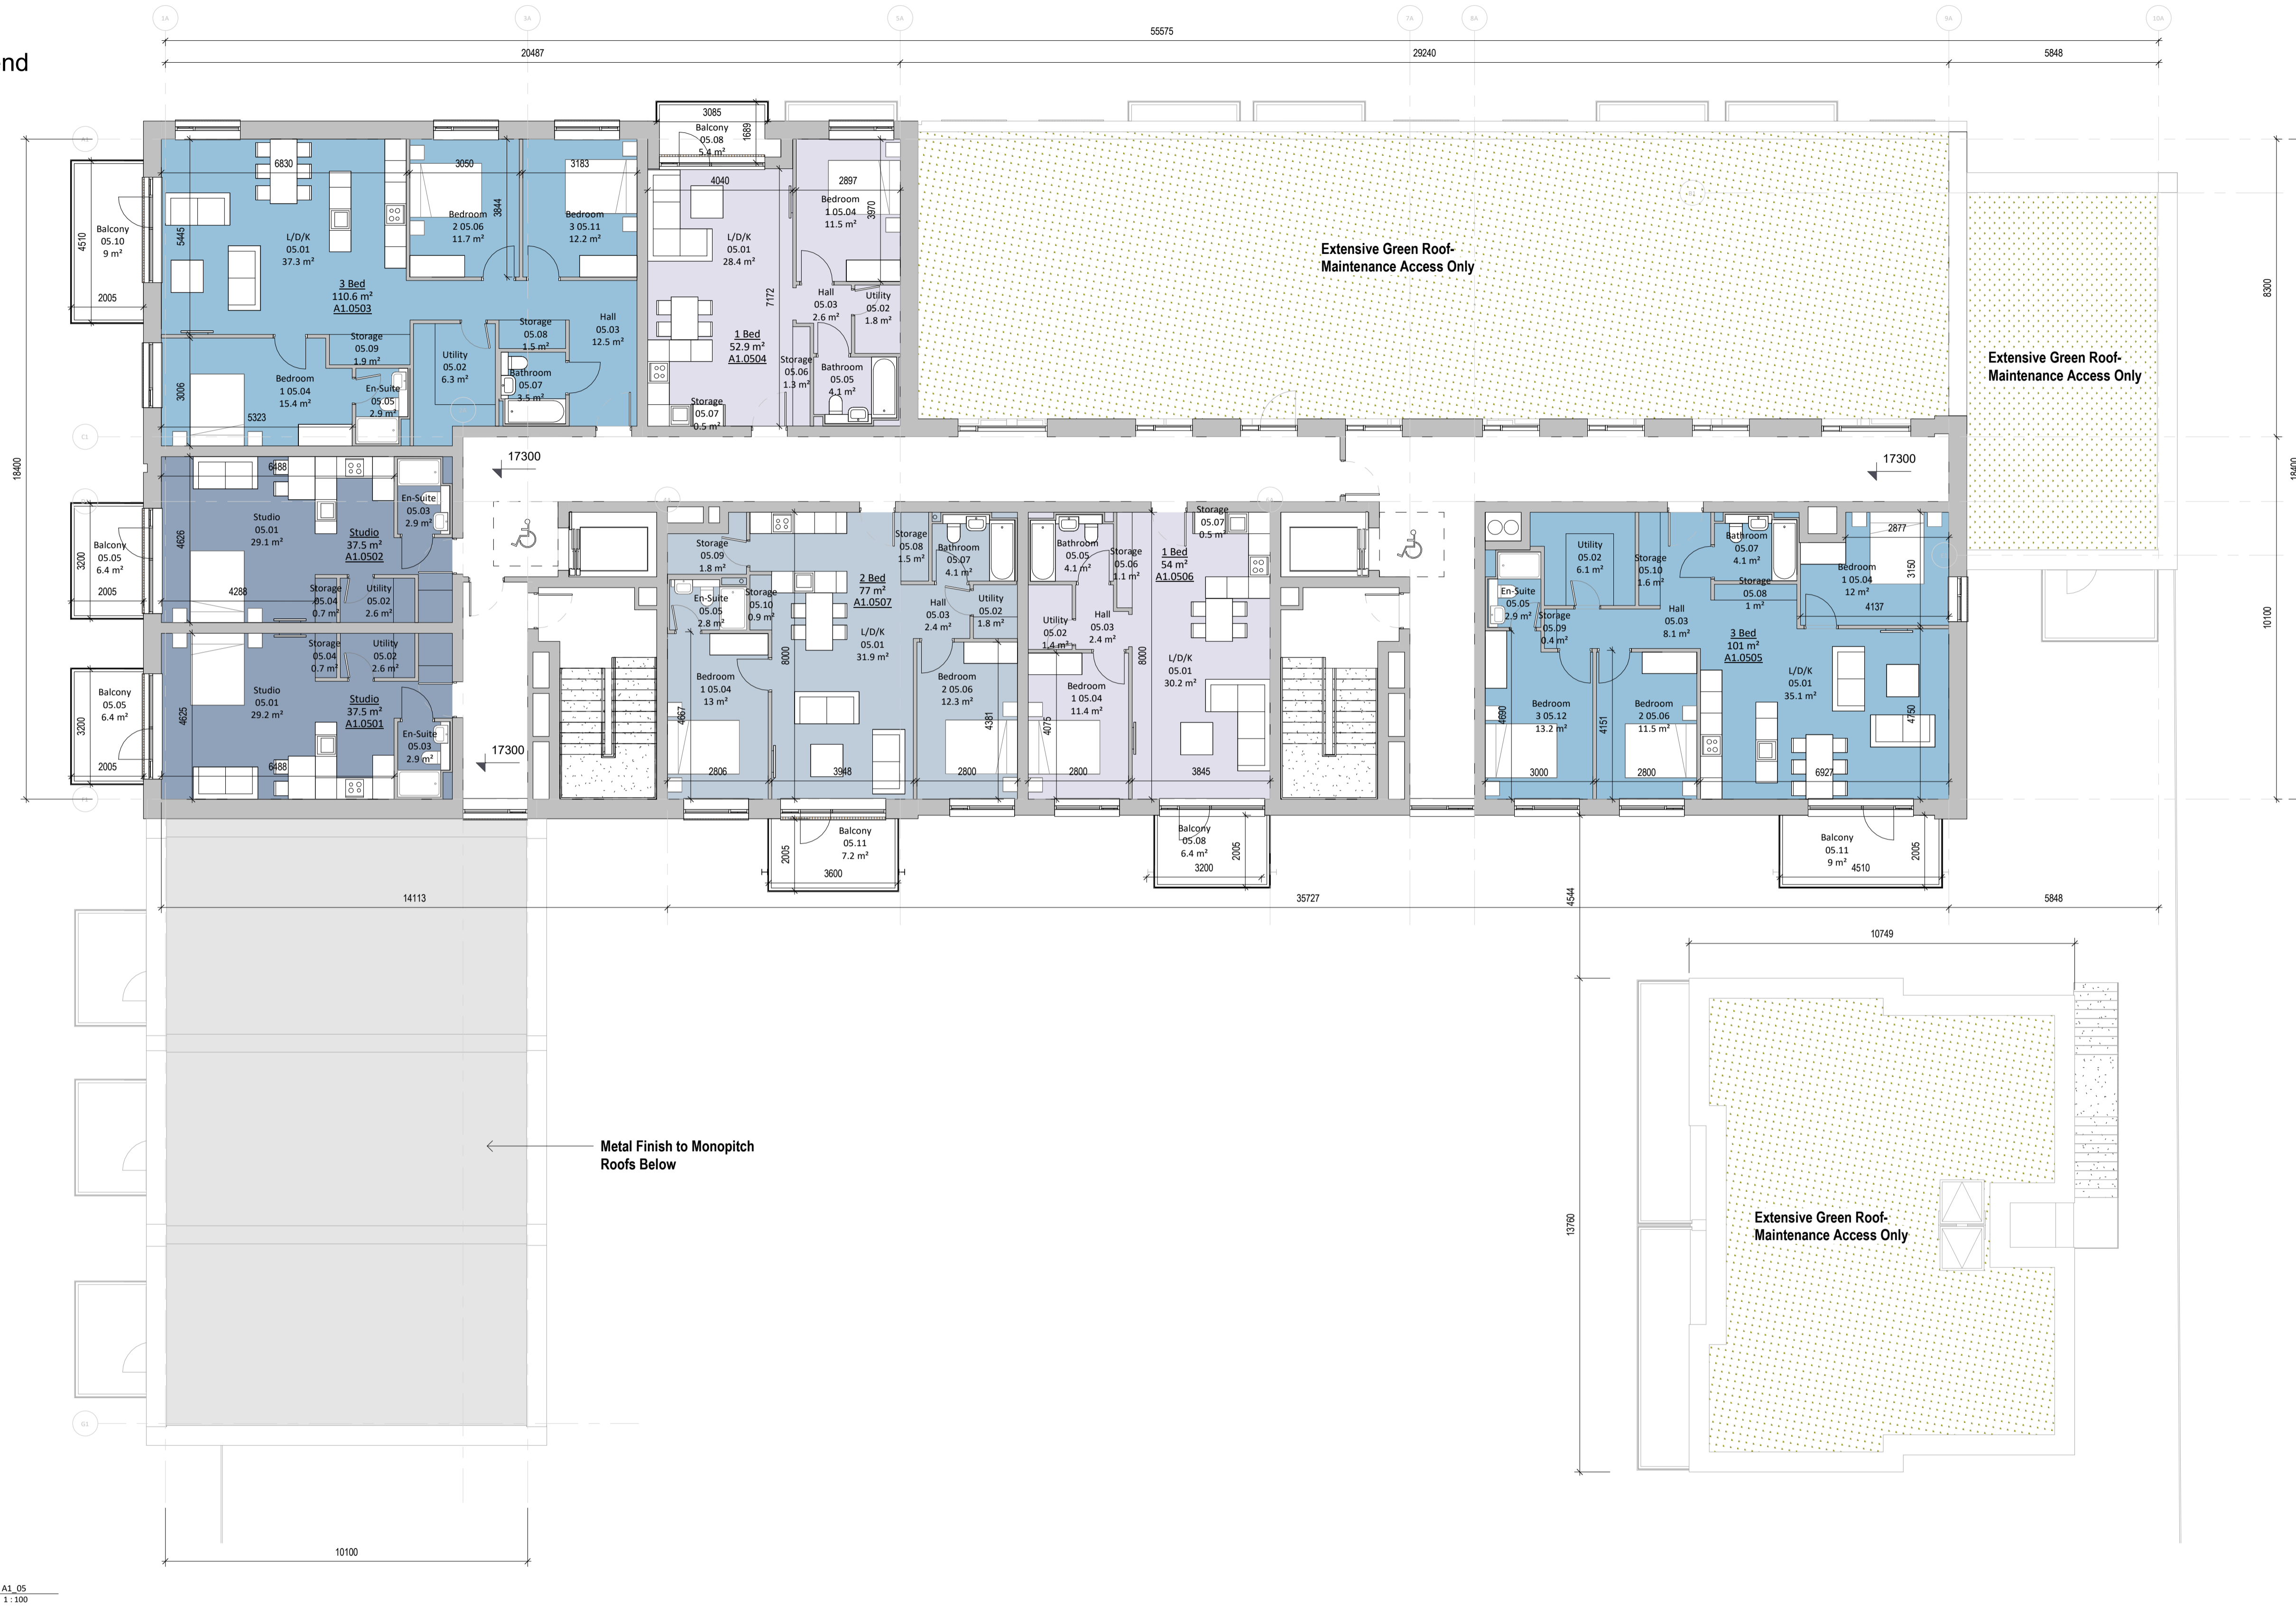 1A
3A
5A
7A
8A
9A
10A
55575
20487
29240
5848
nd
3085
Balcony
05.08
5.4 m²
1689
6830
3050
3183
4040
2897
Bedroom
2 05.06
11.7 m²
3844
Bedroom
3 05.11
12.2 m²
Bedroom
1 05.04
11.5 m²
3970
Balcony
05.10
9 m²
4510
2005
5445
L/D/K
05.01
37.3 m²
3 Bed
110.6 m²
A1.0503
L/D/K
05.01
28.4 m²
7172
1 Bed
52.9 m²
A1.0504
Hall
05.03
2.6 m²
Utility
05.02
1.8 m²
Hall
05.03
12.5 m²
Storage
05.08
1.5 m²
Storage
05.09
1.9 m²
Utility
05.02
6.3 m²
Bathroom
05.07
3.5 m²
Storage
05.06
1.3 m²
Bathroom
05.05
4.1 m²
Storage
05.07
0.5 m²
Bedroom
1 05.04
15.4 m²
3006
5323
En-Suite
05.05
2.9 m²
Extensive Green Roof-
Maintenance Access Only
Extensive Green Roof-
Maintenance Access Only
8300
18400
10100
18400
C1
17300
17300
17300
6488
4626
Studio
05.01
29.1 m²
Studio
37.5 m²
A1.0502
En-Suite
05.03
2.9 m²
Balcony
05.05
6.4 m²
3200
2005
4288
Storage
05.04
0.7 m²
Utility
05.02
2.6 m²
Storage
05.04
0.7 m²
Utility
05.02
2.6 m²
Studio
05.01
29.2 m²
Studio
37.5 m²
A1.0501
En-Suite
05.03
2.9 m²
4625
6488
Balcony
05.05
6.4 m²
3200
2005
Storage
05.09
1.8 m²
En-Suite
05.05
2.8 m²
Storage
05.10
0.9 m²
2 Bed
77 m²
A1.0507
Storage
05.08
1.5 m²
Bathroom
05.07
4.1 m²
Hall
05.03
2.4 m²
Utility
05.02
1.8 m²
L/D/K
05.01
31.9 m²
8000
Bedroom
1 05.04
13 m²
4667
Bedroom
2 05.06
12.3 m²
4381
2806
3948
2800
Balcony
05.11
7.2 m²
2005
3600
Bathroom
05.05
4.1 m²
Storage
05.06
1.1 m²
Storage
05.07
0.5 m²
1 Bed
54 m²
A1.0506
Utility
05.02
1.4 m²
Hall
05.03
2.4 m²
8000
L/D/K
05.01
30.2 m²
Bedroom
1 05.04
11.4 m²
4075
2800
3845
Balcony
05.08
6.4 m²
3200
2005
Utility
05.02
6.1 m²
Storage
05.10
1.6 m²
Bathroom
05.07
4.1 m²
Storage
05.08
1 m²
2877
Bedroom
1 05.04
12 m²
3150
4137
En-Suite
05.05
2.9 m²
Storage
05.09
0.4 m²
Hall
05.03
8.1 m²
3 Bed
101 m²
A1.0505
L/D/K
05.01
35.1 m²
4750
Bedroom
3 05.12
13.2 m²
4690
Bedroom
2 05.06
11.5 m²
4151
3000
2800
6927
Balcony
05.11
9 m²
4510
2005
14113
35727
5848
4544
10749
13760
Metal Finish to Monopitch
Roofs Below
Extensive Green Roof-
Maintenance Access Only
G1
10100
A1_05
1 : 100